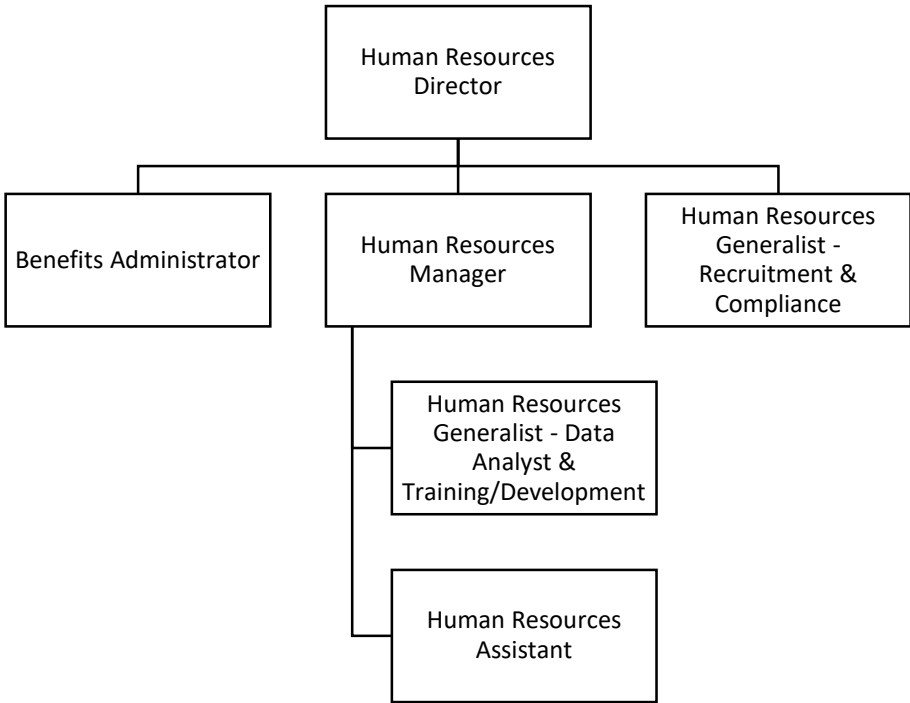 Human Resources
Director
Benefits Administrator
Human Resources
Manager
Human Resources
Generalist -
Recruitment &
Compliance
Human Resources
Generalist - Data
Analyst &
Training/Development
Human Resources
Assistant